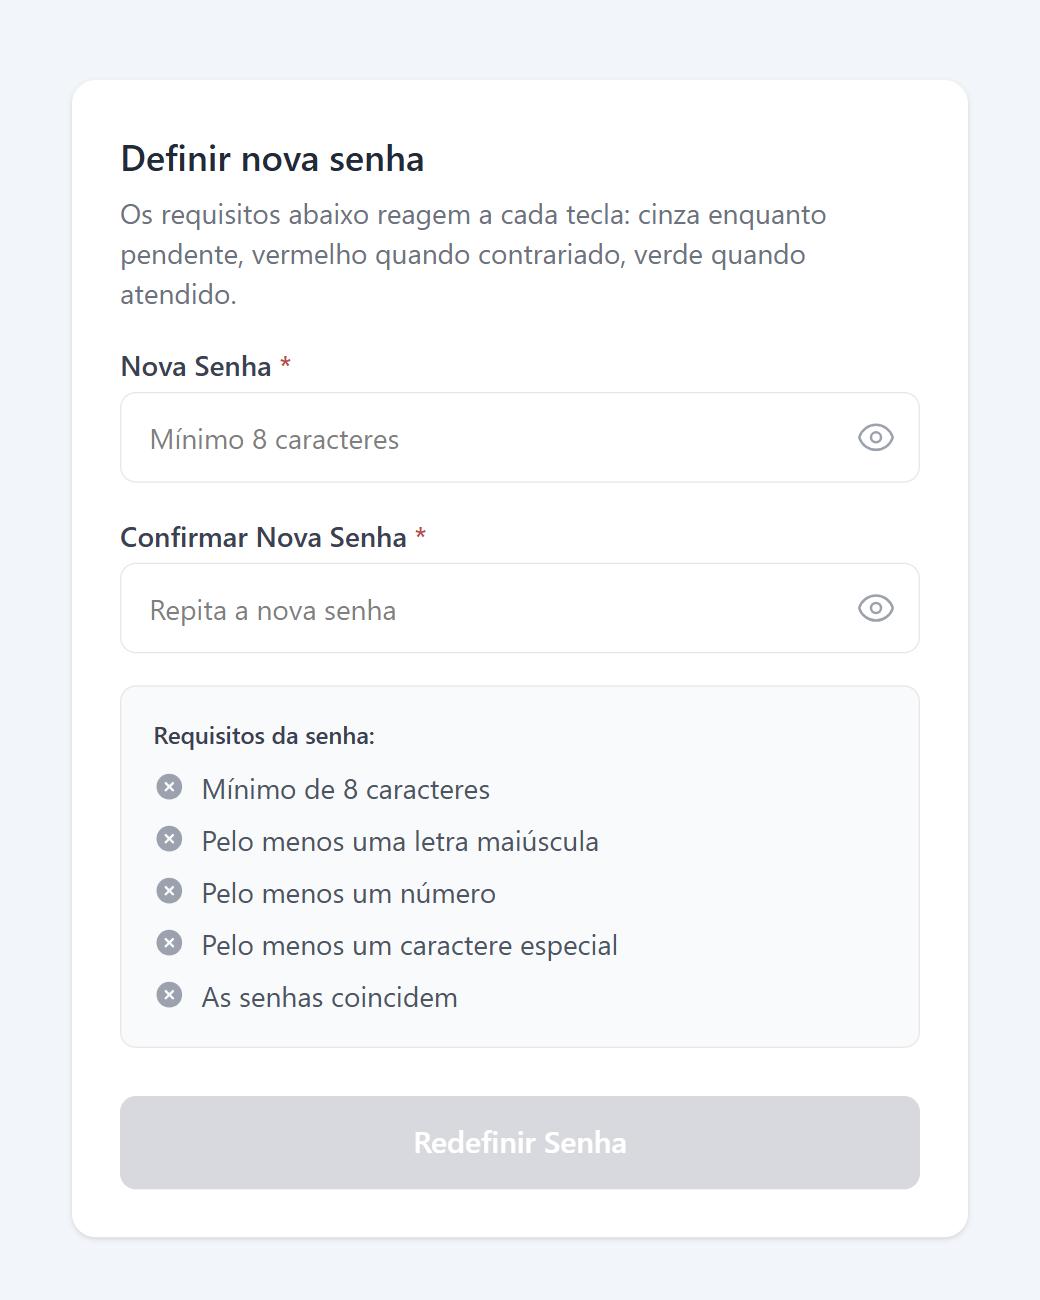 Definir nova senha
Os requisitos abaixo reagem a cada tecla: cinza enquanto
pendente, vermelho quando contrariado, verde quando
atendido.
Nova Senha *
Mínimo 8 caracteres
Confirmar Nova Senha *
Repita a nova senha
Requisitos da senha:
Mínimo de 8 caracteres
Pelo menos uma letra maiúscula
Pelo menos um número
Pelo menos um caractere especial
As senhas coincidem
Redefinir Senha